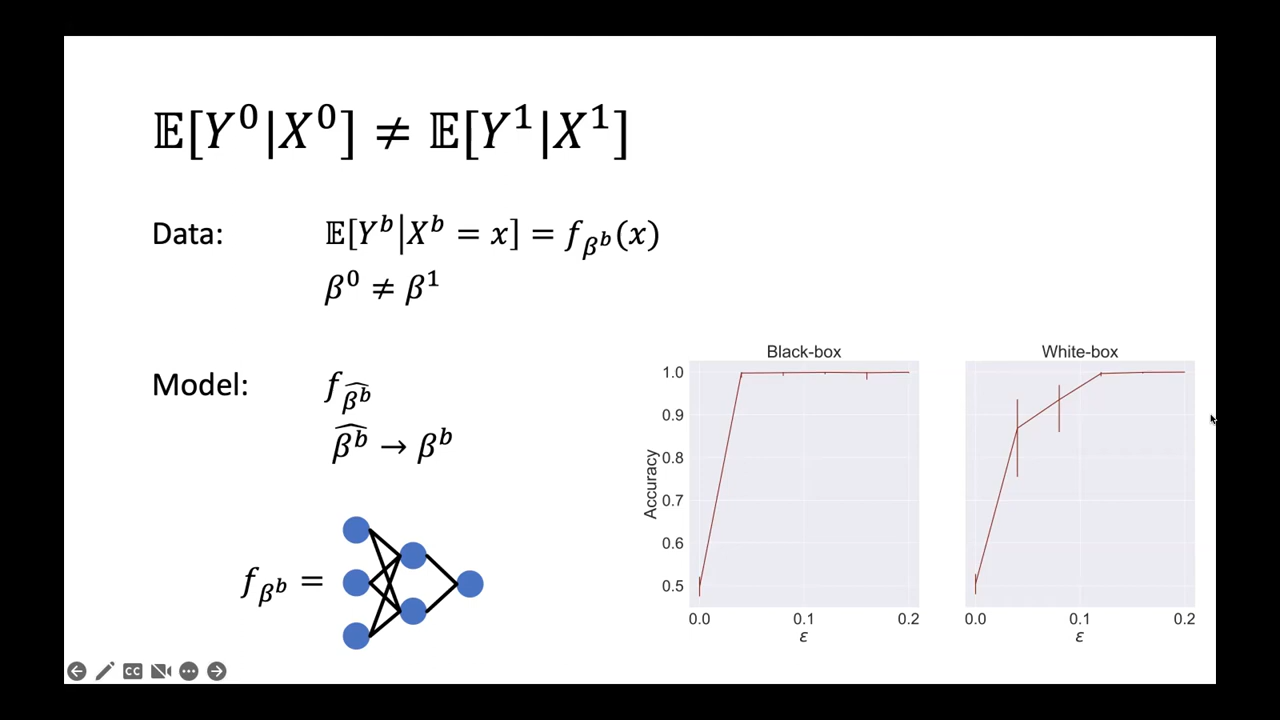 𝔼[Y⁰|X⁰] ≠ 𝔼[Y¹|X¹]
Data: 𝔼[Yᵇ|Xᵇ = x] = f_{βᵇ}(x)
β⁰ ≠ β¹
Model: f_{\widehat{βᵇ}}
\widehat{βᵇ} → βᵇ
f_{βᵇ} =
Black-box
Accuracy
1.0
0.9
0.8
0.7
0.6
0.5
0.0 0.1 0.2
ε
White-box
0.0 0.1 0.2
ε
CC